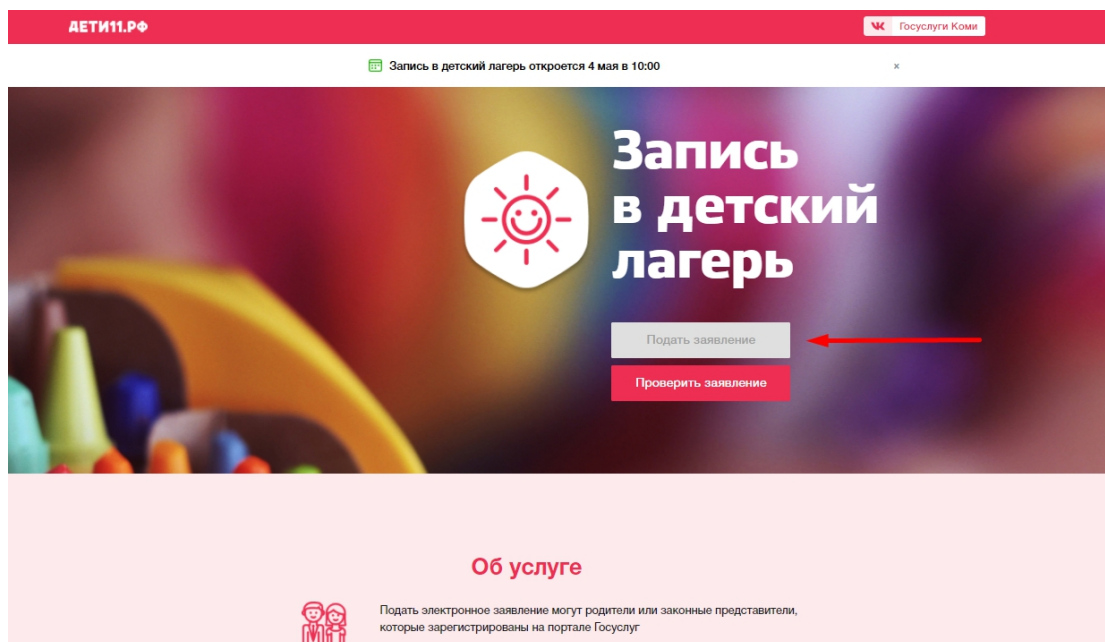 ДЕТИ11.РФ
Госуслуги Коми
Запись в детский лагерь откроется 4 мая в 10:00
×
Запись
в детский
лагерь
Подать заявление
Проверить заявление
Об услуге
Подать электронное заявление могут родители или законные представители,
которые зарегистрированы на портале Госуслуг